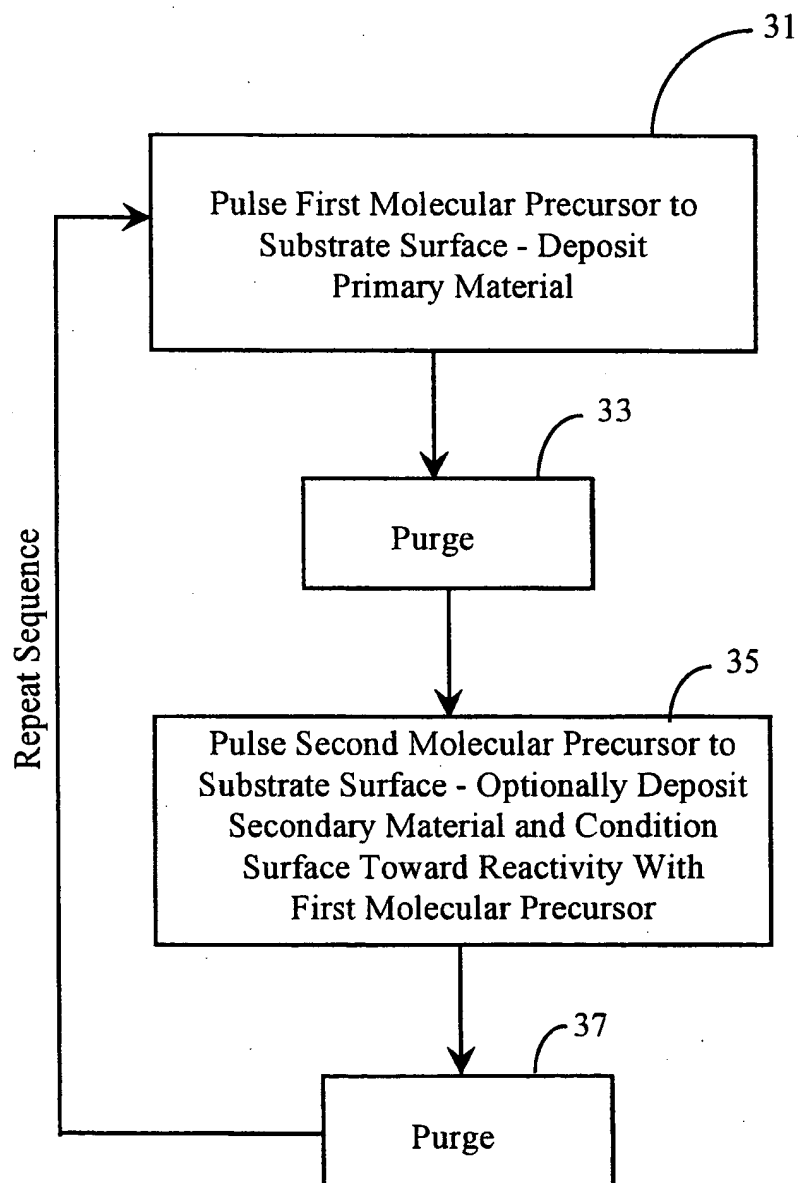 31
Pulse First Molecular Precursor to
Substrate Surface - Deposit
Primary Material
33
Purge
35
Pulse Second Molecular Precursor to
Substrate Surface - Optionally Deposit
Secondary Material and Condition
Surface Toward Reactivity With
First Molecular Precursor
37
Purge
Repeat Sequence